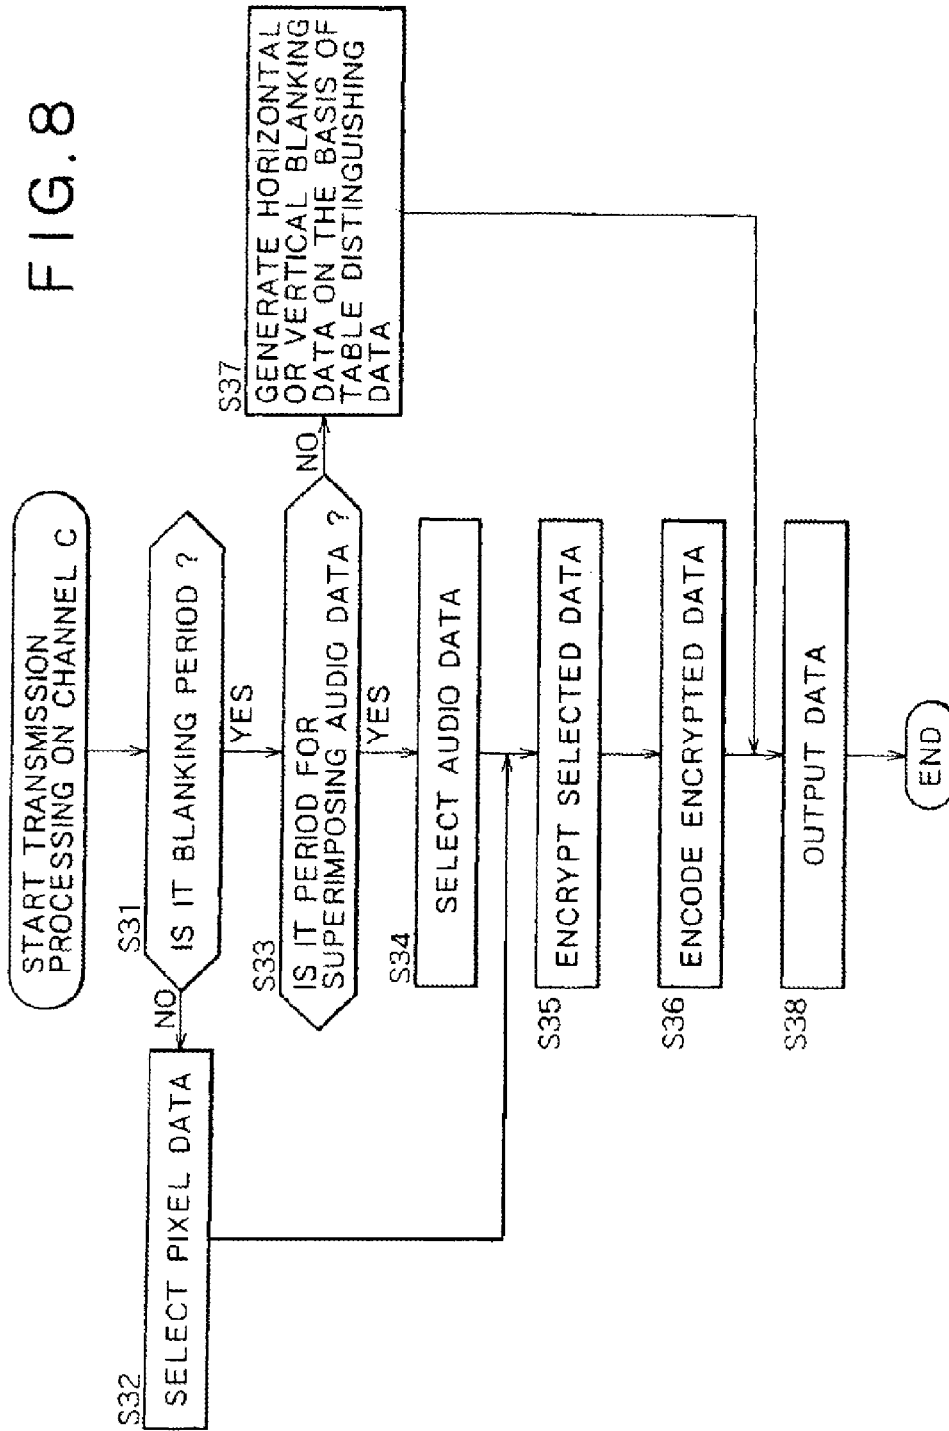 FIG. 8
START TRANSMISSION
PROCESSING ON CHANNEL C
S31
IS IT BLANKING PERIOD ?
NO
YES
S32
SELECT PIXEL DATA
S33
IS IT PERIOD FOR
SUPERIMPOSING AUDIO DATA ?
NO
YES
S37
GENERATE HORIZONTAL
OR VERTICAL BLANKING
DATA ON THE BASIS OF
TABLE DISTINGUISHING
DATA
S34
SELECT AUDIO DATA
S35
ENCRYPT SELECTED DATA
S36
ENCODE ENCRYPTED DATA
S38
OUTPUT DATA
END